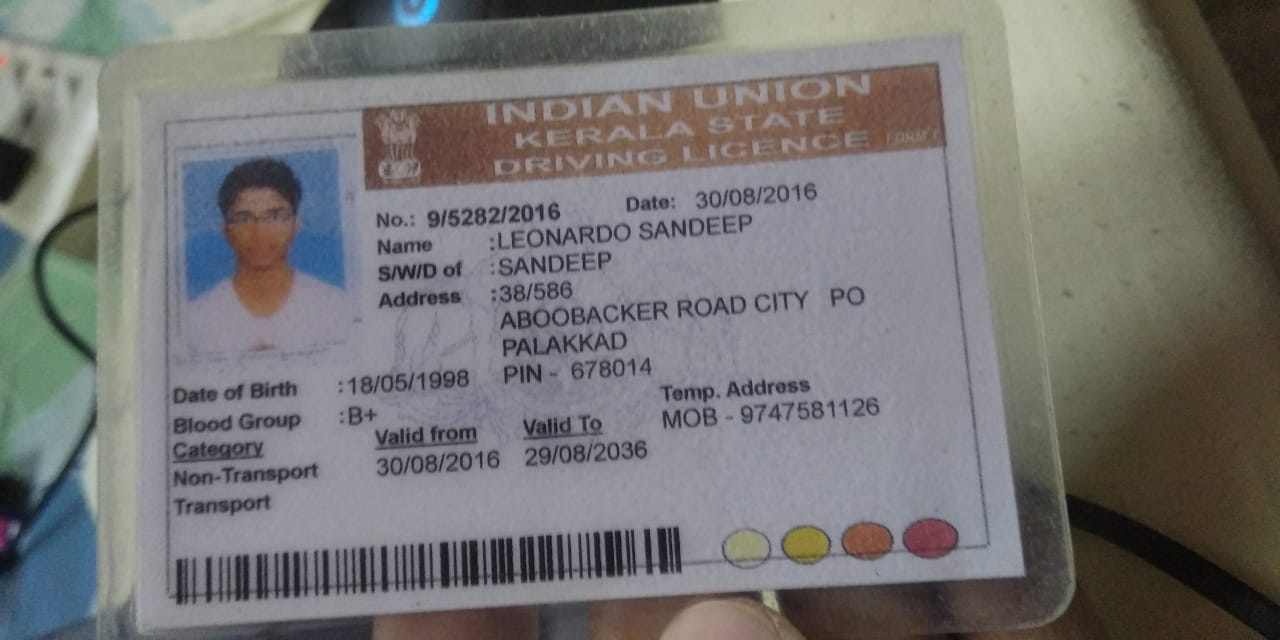 INDIAN UNION
KERALA STATE
DRIVING LICENCE FORM
No.: 9/5282/2016 Date: 30/08/2016
Name :LEONARDO SANDEEP
S/W/D of :SANDEEP
Address :38/586
ABOOBACKER ROAD CITY PO
PALAKKAD
PIN - 678014
Date of Birth :18/05/1998
Blood Group :B+
Temp. Address
MOB - 9747581126
Category Valid from Valid To
Non-Transport 30/08/2016 29/08/2036
Transport